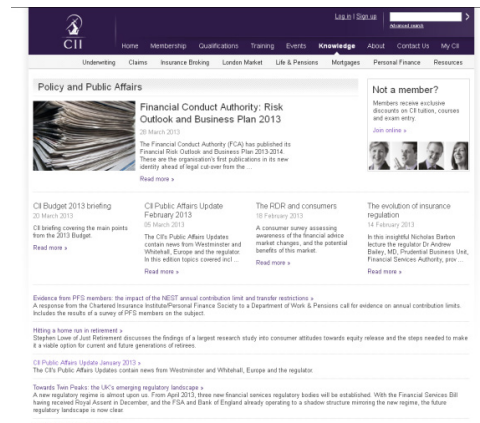 Log in | Sign up
Advanced search
CII
Home Membership Qualifications Training Events Knowledge About Contact Us My CII
Underwriting Claims Insurance Broking London Market Life & Pensions Mortgages Personal Finance Resources
Policy and Public Affairs
Financial Conduct Authority: Risk
Outlook and Business Plan 2013
26 March 2013
The Financial Conduct Authority (FCA) has published its
Financial Risk Outlook and Business Plan 2013-2014.
These are the organisation's first publications in its new
identity ahead of legal cut-over from the ...
Read more »
Not a member?
Members receive exclusive
discounts on CII tuition, courses
and exam entry.
Join online »
CII Budget 2013 briefing
20 March 2013
CII briefing covering the main points
from the 2013 Budget.
Read more »
CII Public Affairs Update
February 2013
05 March 2013
The CII's Public Affairs Updates
contain news from Westminster and
Whitehall, Europe and the regulator.
In this edition topics covered incl ...
Read more »
The RDR and consumers
18 February 2013
A consumer survey assessing
awareness of the financial advice
market changes, and the potential
benefits of this market.
Read more »
The evolution of insurance
regulation
14 February 2013
In this insightful Nicholas Barbon
lecture the regulator Dr Andrew
Bailey, MD, Prudential Business Unit,
Financial Services Authority, prov ...
Read more »
Evidence from PFS members: the impact of the NEST annual contribution limit and transfer restrictions »
A response from the Chartered Insurance Institute/Personal Finance Society to a Department of Work & Pensions call for evidence on annual contribution limits.
Includes the results of a survey of PFS members on the subject.
Hitting a home run in retirement »
Stephen Lowe of Just Retirement discusses the findings of a largest research study into consumer attitudes towards equity release and the steps needed to make
it a viable option for current and future generations of retirees.
CII Public Affairs Update January 2013 »
The CII's Public Affairs Updates contain news from Westminster and Whitehall, Europe and the regulator.
Towards Twin Peaks: the UK's emerging regulatory landscape »
A new regulatory regime is almost upon us. From April 2013, three new financial services regulatory bodies will be established. With the Financial Services Bill
having received Royal Assent in December, and the FSA and Bank of England already operating to a shadow structure mirroring the new regime, the future
regulatory landscape is now clear.